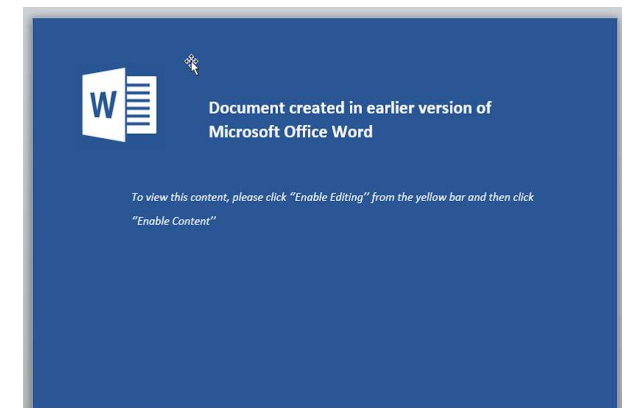 W
Document created in earlier version of
Microsoft Office Word
To view this content, please click “Enable Editing” from the yellow bar and then click
“Enable Content”